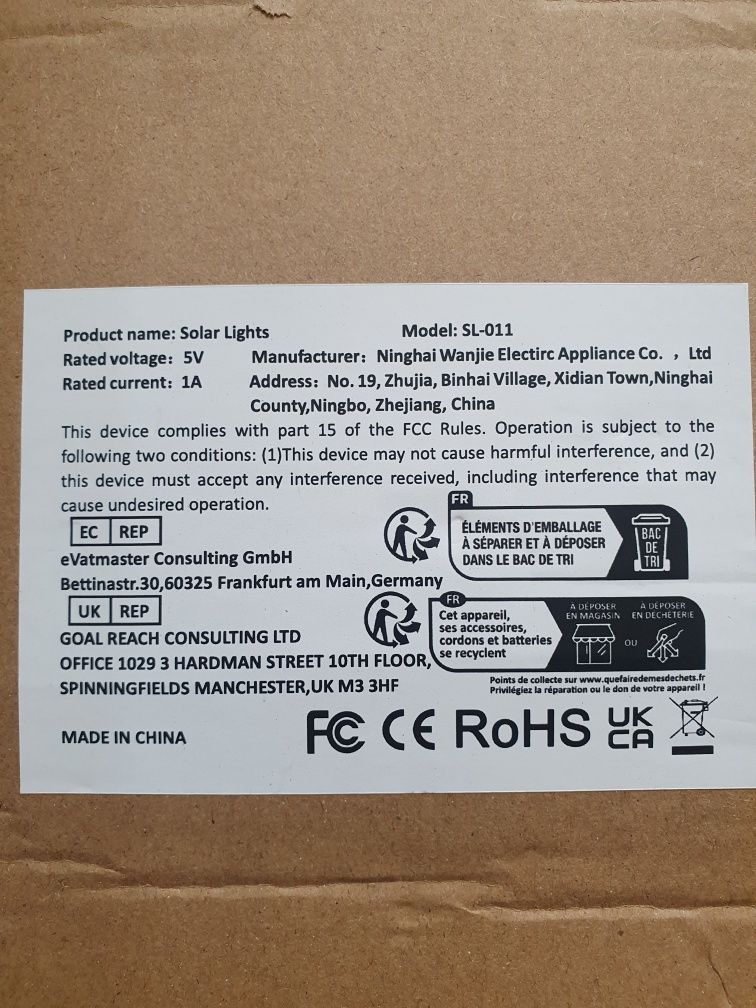 Product name: Solar Lights Model: SL-011
Rated voltage: 5V Manufacturer: Ninghai Wanjie Electirc Appliance Co. , Ltd
Rated current: 1A Address: No. 19, Zhujia, Binhai Village, Xidian Town,Ninghai
County,Ningbo, Zhejiang, China
This device complies with part 15 of the FCC Rules. Operation is subject to the
following two conditions: (1)This device may not cause harmful interference, and (2)
this device must accept any interference received, including interference that may
cause undesired operation.
EC REP
eVatmaster Consulting GmbH
Bettinastr.30,60325 Frankfurt am Main,Germany
UK REP
GOAL REACH CONSULTING LTD
OFFICE 1029 3 HARDMAN STREET 10TH FLOOR,
SPINNINGFIELDS MANCHESTER,UK M3 3HF
FR
ÉLÉMENTS D'EMBALLAGE
À SÉPARER ET À DÉPOSER
DANS LE BAC DE TRI
BAC
DE
TRI
FR
Cet appareil,
ses accessoires,
cordons et batteries
se recyclent
À DÉPOSER
EN MAGASIN
OU
À DÉPOSER
EN DÉCHÈTERIE
Points de collecte sur www.quefairedemesdechets.fr
Privilégiez la réparation ou le don de votre appareil !
MADE IN CHINA
FC CE RoHS UK
CA